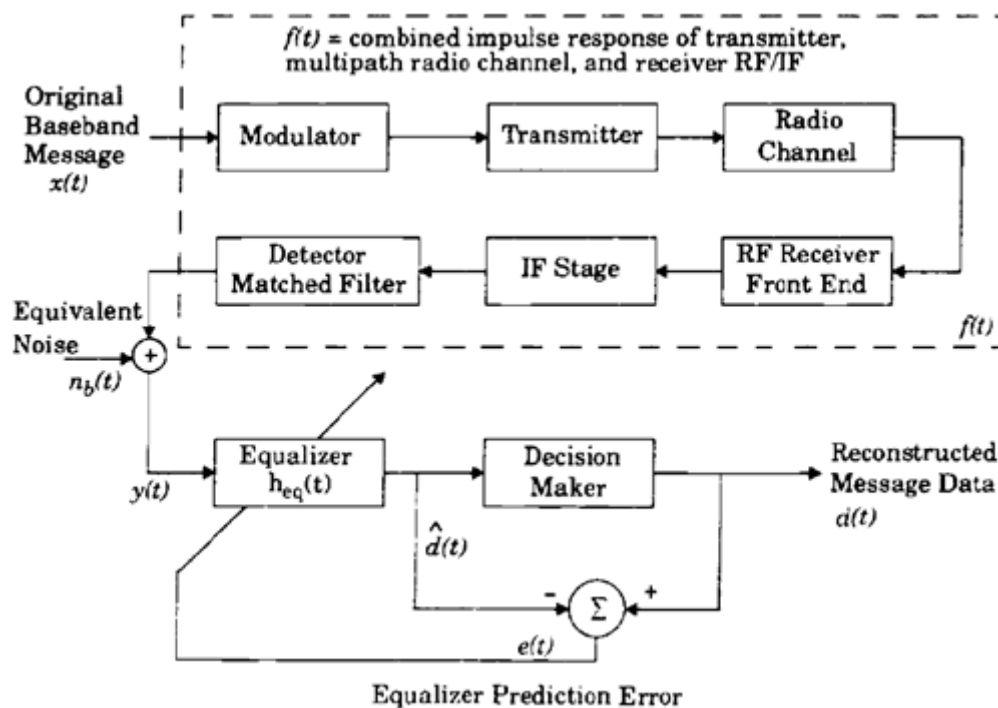 f(t) = combined impulse response of transmitter,
multipath radio channel, and receiver RF/IF
Original
Baseband
Message
x(t)
Modulator
Transmitter
Radio
Channel
Detector
Matched Filter
IF Stage
RF Receiver
Front End
f(t)
Equivalent
Noise
n_b(t)
+
y(t)
Equalizer
h_eq(t)
Decision
Maker
Reconstructed
Message Data
d(t)
d̂(t)
-
Σ
+
e(t)
Equalizer Prediction Error